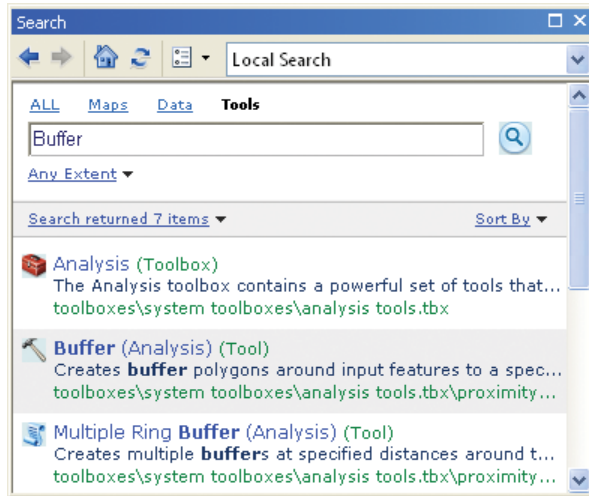 Search
Local Search
ALL Maps Data Tools
Buffer
Any Extent
Search returned 7 items Sort By
Analysis (Toolbox)
The Analysis toolbox contains a powerful set of tools that...
toolboxes\system toolboxes\analysis tools.tbx
Buffer (Analysis) (Tool)
Creates buffer polygons around input features to a spec...
toolboxes\system toolboxes\analysis tools.tbx\proximity...
Multiple Ring Buffer (Analysis) (Tool)
Creates multiple buffers at specified distances around t...
toolboxes\system toolboxes\analysis tools.tbx\proximity...